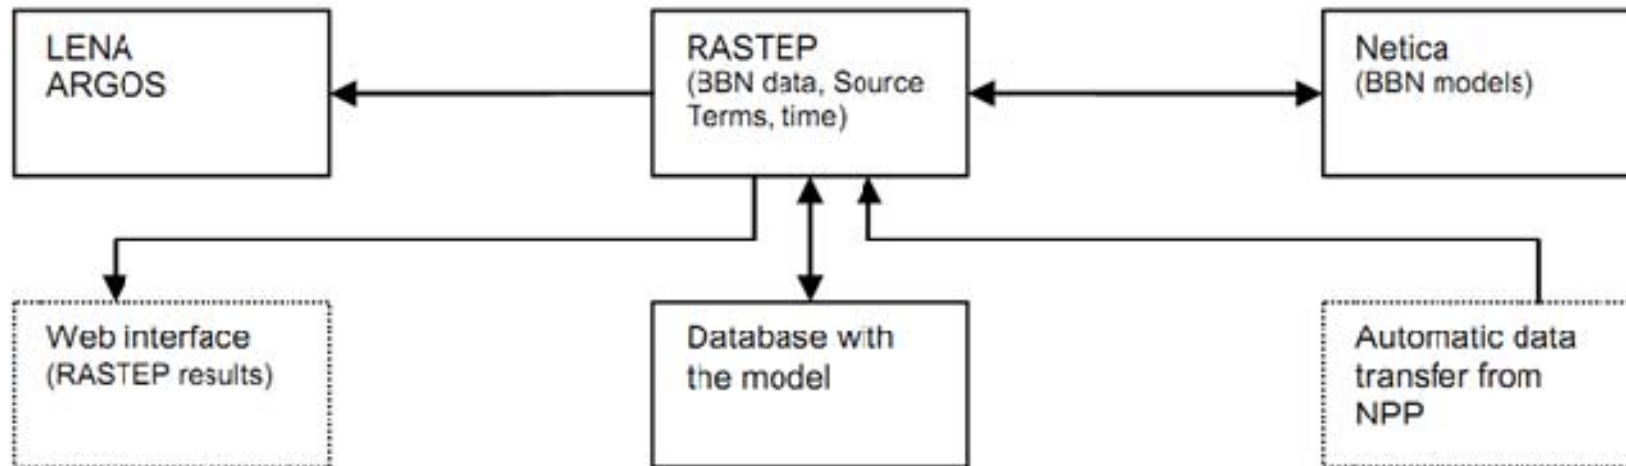 LENA
ARGOS
RASTEP
(BBN data, Source
Terms, time)
Netica
(BBN models)
Web interface
(RASTEP results)
Database with
the model
Automatic data
transfer from
NPP